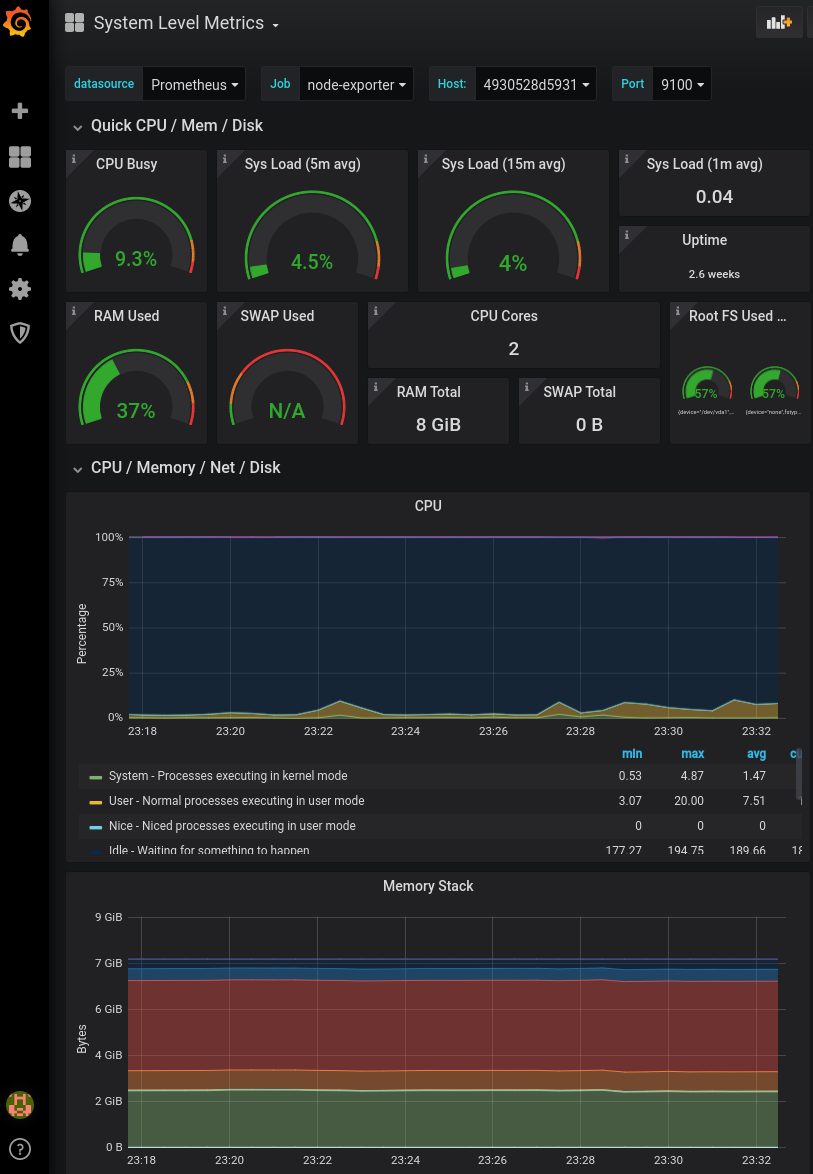 System Level Metrics
datasource Prometheus Job node-exporter Host: 4930528d5931 Port 9100
Quick CPU / Mem / Disk
CPU Busy
9.3%
Sys Load (5m avg)
4.5%
Sys Load (15m avg)
4%
Sys Load (1m avg)
0.04
Uptime
2.6 weeks
RAM Used
37%
SWAP Used
N/A
CPU Cores
2
RAM Total
8 GiB
SWAP Total
0 B
Root FS Used ...
57% 57%
{device="/dev/vda1",... {device="none",fstyp...
CPU / Memory / Net / Disk
CPU
Percentage
100%
75%
50%
25%
0%
23:18 23:20 23:22 23:24 23:26 23:28 23:30 23:32
min max avg
System - Processes executing in kernel mode 0.53 4.87 1.47
User - Normal processes executing in user mode 3.07 20.00 7.51
Nice - Niced processes executing in user mode 0 0 0
Idle - Waiting for something to happen 177.27 194.75 189.66 18
Memory Stack
Bytes
9 GiB
7 GiB
6 GiB
4 GiB
2 GiB
0 B
23:18 23:20 23:22 23:24 23:26 23:28 23:30 23:32